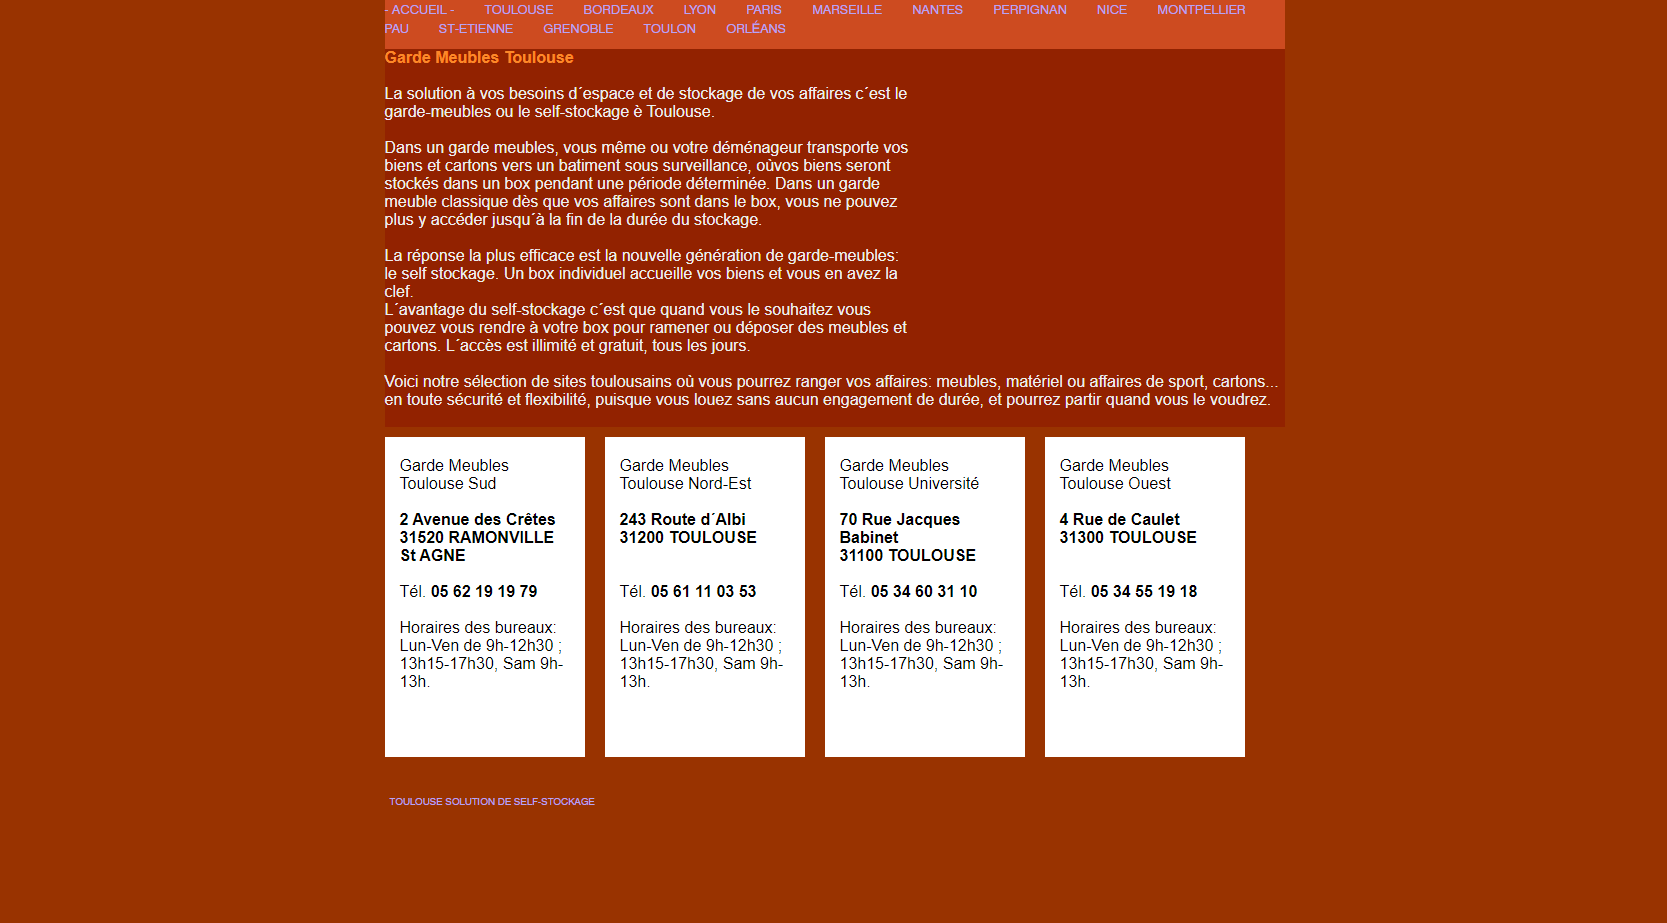 - ACCUEIL - TOULOUSE BORDEAUX LYON PARIS MARSEILLE NANTES PERPIGNAN NICE MONTPELLIER
PAU ST-ETIENNE GRENOBLE TOULON ORLÉANS
Garde Meubles Toulouse
La solution à vos besoins d´espace et de stockage de vos affaires c´est le
garde-meubles ou le self-stockage è Toulouse.
Dans un garde meubles, vous même ou votre déménageur transporte vos
biens et cartons vers un batiment sous surveillance, oùvos biens seront
stockés dans un box pendant une période déterminée. Dans un garde
meuble classique dès que vos affaires sont dans le box, vous ne pouvez
plus y accéder jusqu´à la fin de la durée du stockage.
La réponse la plus efficace est la nouvelle génération de garde-meubles:
le self stockage. Un box individuel accueille vos biens et vous en avez la
clef.
L´avantage du self-stockage c´est que quand vous le souhaitez vous
pouvez vous rendre à votre box pour ramener ou déposer des meubles et
cartons. L´accès est illimité et gratuit, tous les jours.
Voici notre sélection de sites toulousains où vous pourrez ranger vos affaires: meubles, matériel ou affaires de sport, cartons...
en toute sécurité et flexibilité, puisque vous louez sans aucun engagement de durée, et pourrez partir quand vous le voudrez.
Garde Meubles
Toulouse Sud
2 Avenue des Crêtes
31520 RAMONVILLE
St AGNE
Tél. 05 62 19 19 79
Horaires des bureaux:
Lun-Ven de 9h-12h30 ;
13h15-17h30, Sam 9h-
13h.
Garde Meubles
Toulouse Nord-Est
243 Route d´Albi
31200 TOULOUSE
Tél. 05 61 11 03 53
Horaires des bureaux:
Lun-Ven de 9h-12h30 ;
13h15-17h30, Sam 9h-
13h.
Garde Meubles
Toulouse Université
70 Rue Jacques
Babinet
31100 TOULOUSE
Tél. 05 34 60 31 10
Horaires des bureaux:
Lun-Ven de 9h-12h30 ;
13h15-17h30, Sam 9h-
13h.
Garde Meubles
Toulouse Ouest
4 Rue de Caulet
31300 TOULOUSE
Tél. 05 34 55 19 18
Horaires des bureaux:
Lun-Ven de 9h-12h30 ;
13h15-17h30, Sam 9h-
13h.
TOULOUSE SOLUTION DE SELF-STOCKAGE